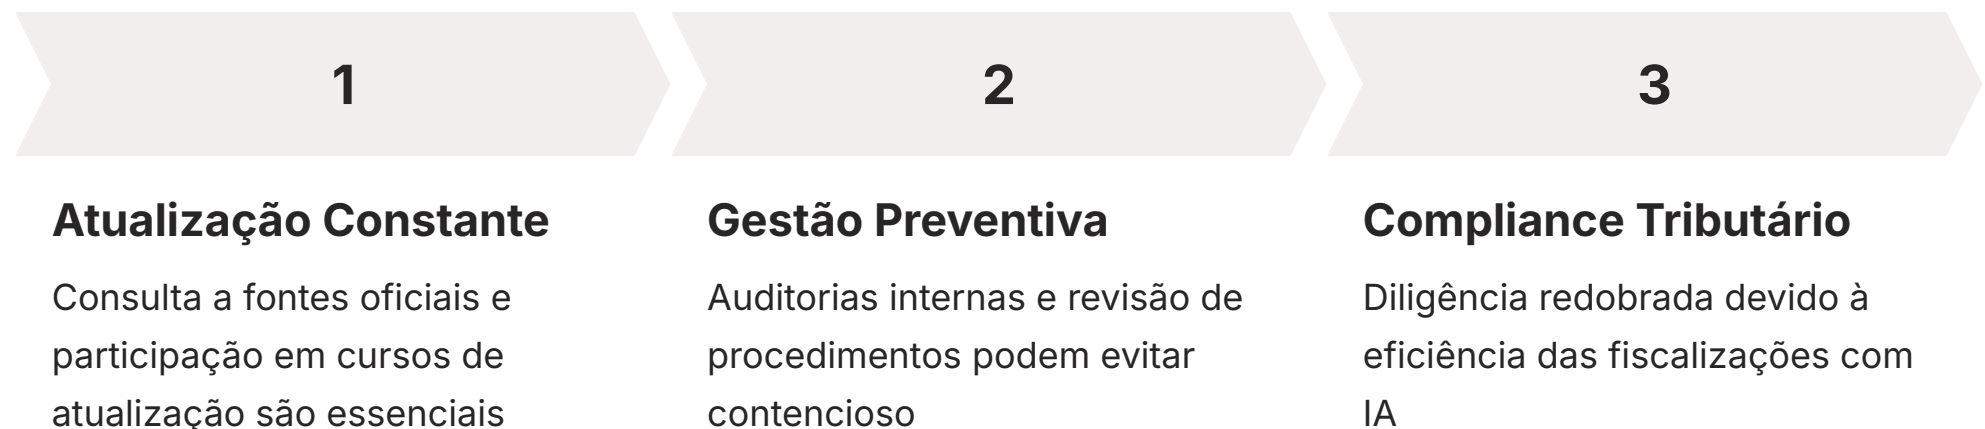 1
Atualização Constante
Consulta a fontes oficiais e
participação em cursos de
atualização são essenciais
2
Gestão Preventiva
Auditorias internas e revisão de
procedimentos podem evitar
contencioso
3
Compliance Tributário
Diligência redobrada devido à
eficiência das fiscalizações com
IA